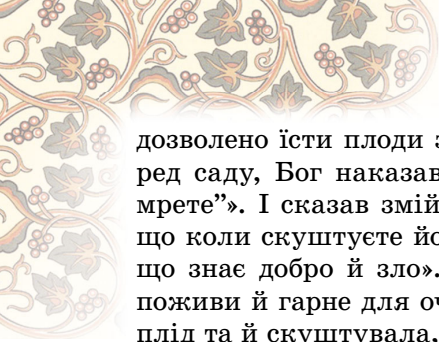 дозволено їсти плоди з
ред саду, Бог наказав
мрете”». І сказав змій
що коли скуштуєте йо
що знає добро й зло».
поживи й гарне для оч
плід та й скуштувала,